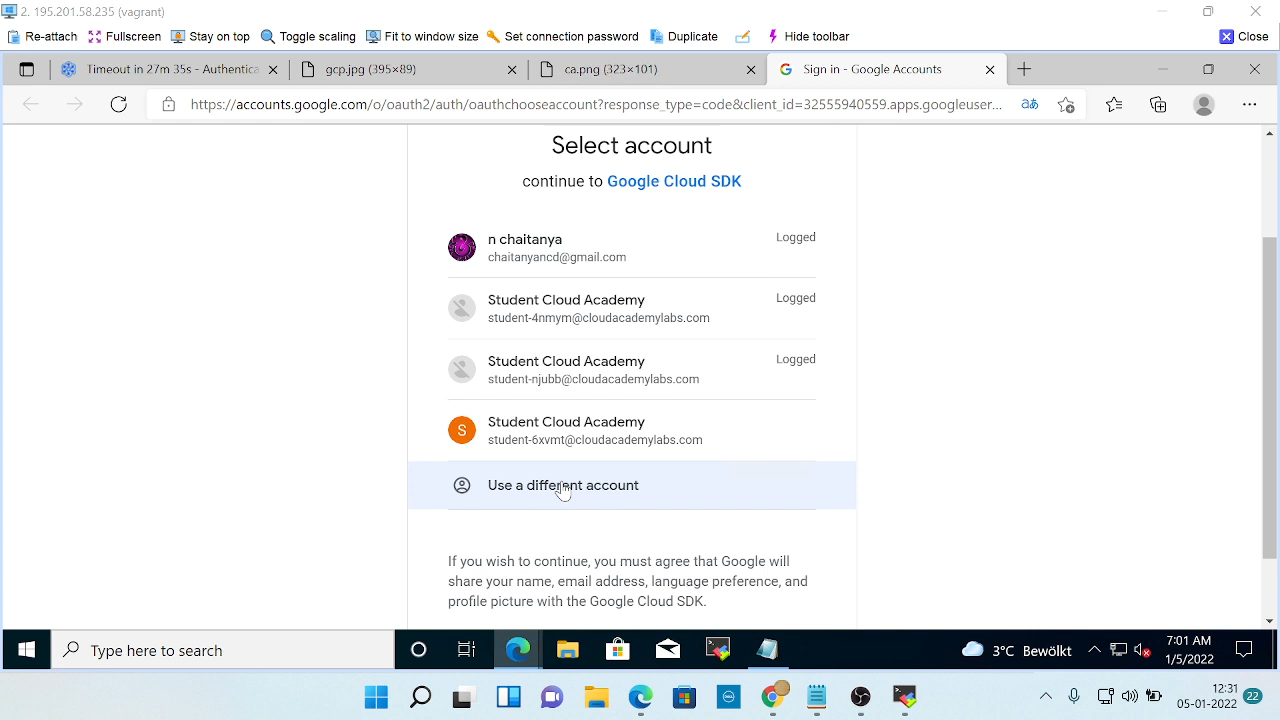 2. 195.201.58.235 (vagrant)
Re-attach Fullscreen Stay on top Toggle scaling Fit to window size Set connection password Duplicate Hide toolbar Close
Timeout in 27m 35s - Authentica gcp.jpg (395×89) ca.png (323×101) Sign in - Google Accounts
https://accounts.google.com/o/oauth2/auth/oauthchooseaccount?response_type=code&client_id=32555940559.apps.googleuser...
Select account
continue to Google Cloud SDK
n chaitanya Logged
chaitanyancd@gmail.com
Student Cloud Academy Logged
student-4nmym@cloudacademylabs.com
Student Cloud Academy Logged
student-njubb@cloudacademylabs.com
S Student Cloud Academy
student-6xvmt@cloudacademylabs.com
Use a different account
If you wish to continue, you must agree that Google will
share your name, email address, language preference, and
profile picture with the Google Cloud SDK.
Type here to search 3°C Bewölkt 7:01 AM
1/5/2022
12:31 22
05-01-2022